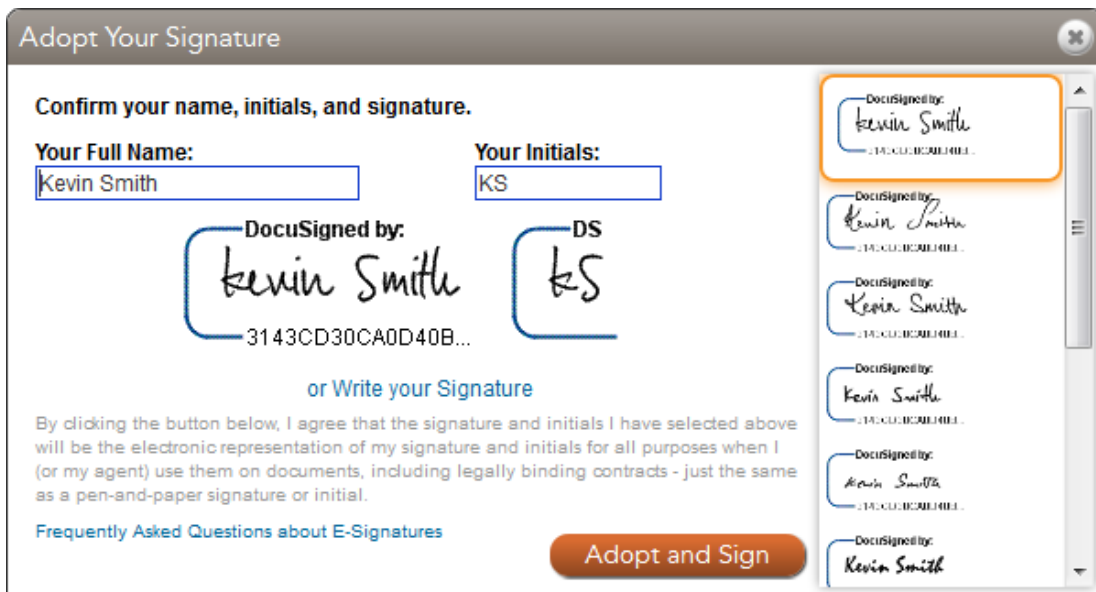 Adopt Your Signature
Confirm your name, initials, and signature.
Your Full Name: Your Initials:
Kevin Smith KS
DocuSigned by: DS
Kevin Smith KS
3143CD30CA0D40B...
or Write your Signature
By clicking the button below, I agree that the signature and initials I have selected above
will be the electronic representation of my signature and initials for all purposes when I
(or my agent) use them on documents, including legally binding contracts - just the same
as a pen-and-paper signature or initial.
Frequently Asked Questions about E-Signatures
Adopt and Sign
DocuSigned by:
Kevin Smith
DocuSigned by:
Kevin Smith
DocuSigned by:
Kevin Smith
DocuSigned by:
Kevin Smith
DocuSigned by:
Kevin Smith
DocuSigned by:
Kevin Smith